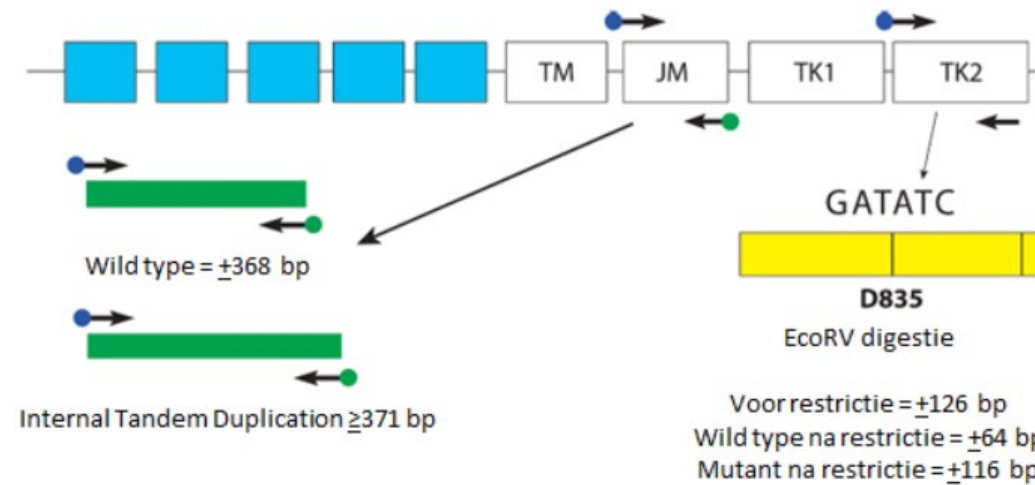 TM JM TK1 TK2
GATATC
Wild type = ±368 bp
D835
EcoRV digestie
Internal Tandem Duplication ≥371 bp
Voor restrictie = ±126 bp
Wild type na restrictie = ±64 bp
Mutant na restrictie = ±116 bp